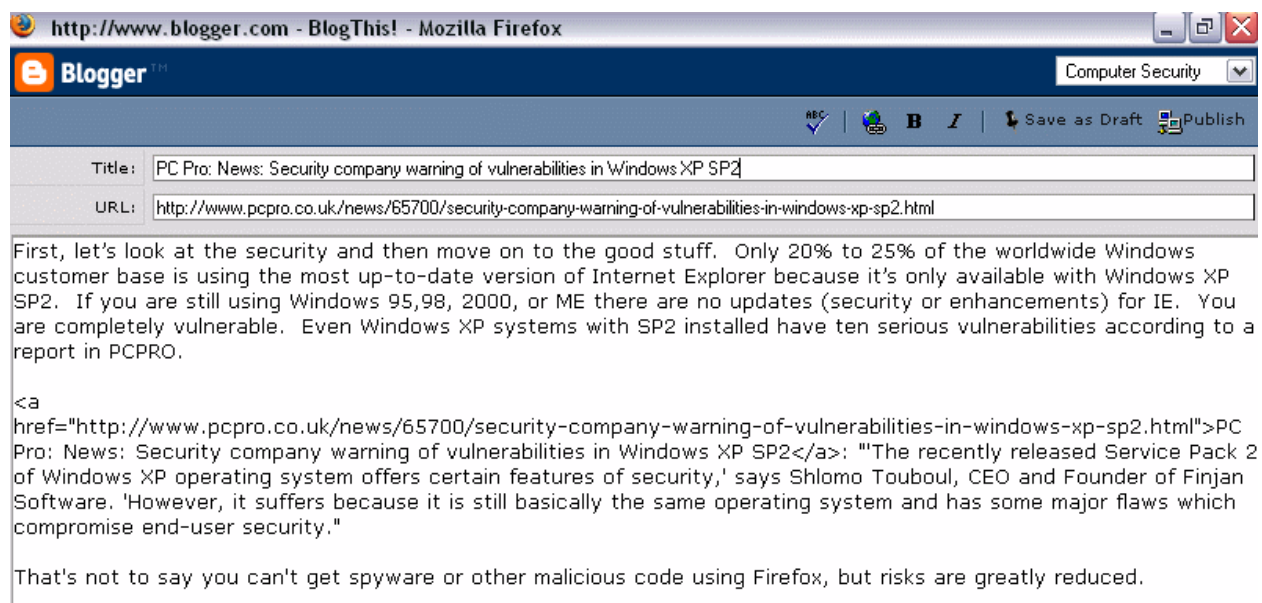 http://www.blogger.com - BlogThis! - Mozilla Firefox
Blogger™
Computer Security
ABC
B I Save as Draft Publish
Title: PC Pro: News: Security company warning of vulnerabilities in Windows XP SP2
URL: http://www.pcpro.co.uk/news/65700/security-company-warning-of-vulnerabilities-in-windows-xp-sp2.html
First, let's look at the security and then move on to the good stuff.  Only 20% to 25% of the worldwide Windows
customer base is using the most up-to-date version of Internet Explorer because it's only available with Windows XP
SP2.  If you are still using Windows 95,98, 2000, or ME there are no updates (security or enhancements) for IE.  You
are completely vulnerable.  Even Windows XP systems with SP2 installed have ten serious vulnerabilities according to a
report in PCPRO.
<a
href="http://www.pcpro.co.uk/news/65700/security-company-warning-of-vulnerabilities-in-windows-xp-sp2.html">PC
Pro: News: Security company warning of vulnerabilities in Windows XP SP2</a>: "'The recently released Service Pack 2
of Windows XP operating system offers certain features of security,' says Shlomo Touboul, CEO and Founder of Finjan
Software. 'However, it suffers because it is still basically the same operating system and has some major flaws which
compromise end-user security."
That's not to say you can't get spyware or other malicious code using Firefox, but risks are greatly reduced.